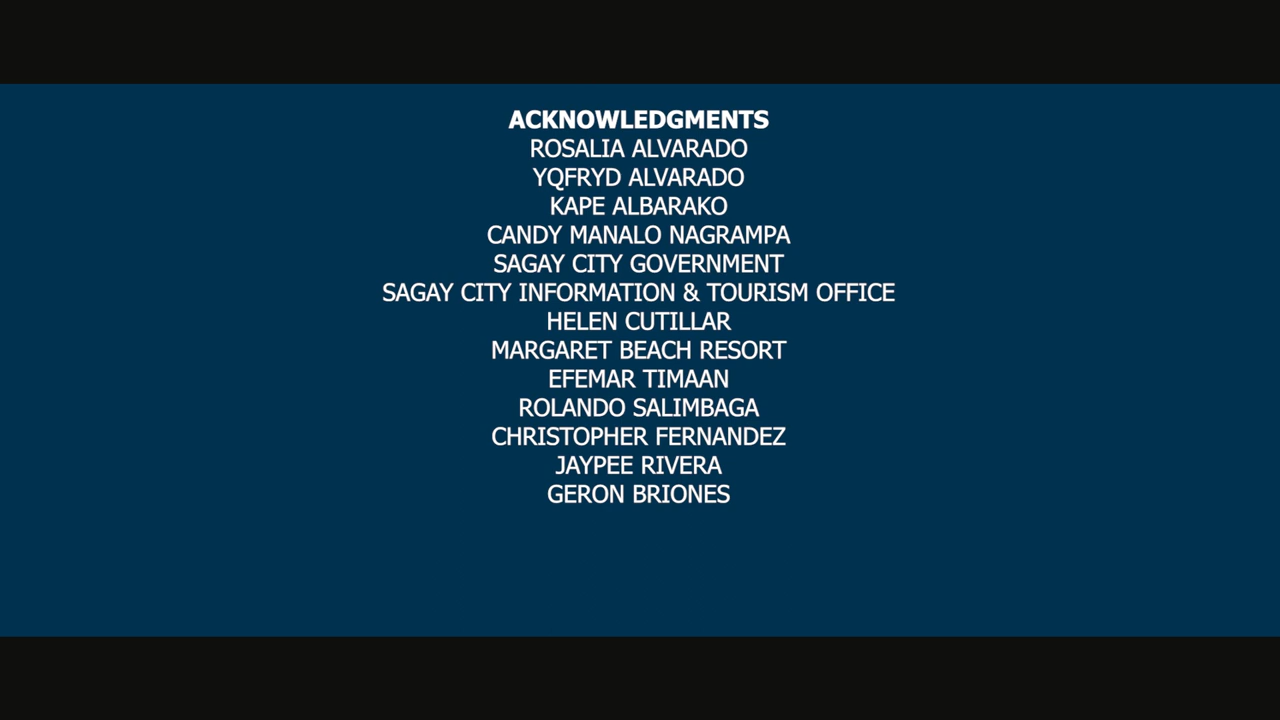 ACKNOWLEDGMENTS
ROSALIA ALVARADO
YQFRYD ALVARADO
KAPE ALBARAKO
CANDY MANALO NAGRAMPA
SAGAY CITY GOVERNMENT
SAGAY CITY INFORMATION & TOURISM OFFICE
HELEN CUTILLAR
MARGARET BEACH RESORT
EFEMAR TIMAAN
ROLANDO SALIMBAGA
CHRISTOPHER FERNANDEZ
JAYPEE RIVERA
GERON BRIONES